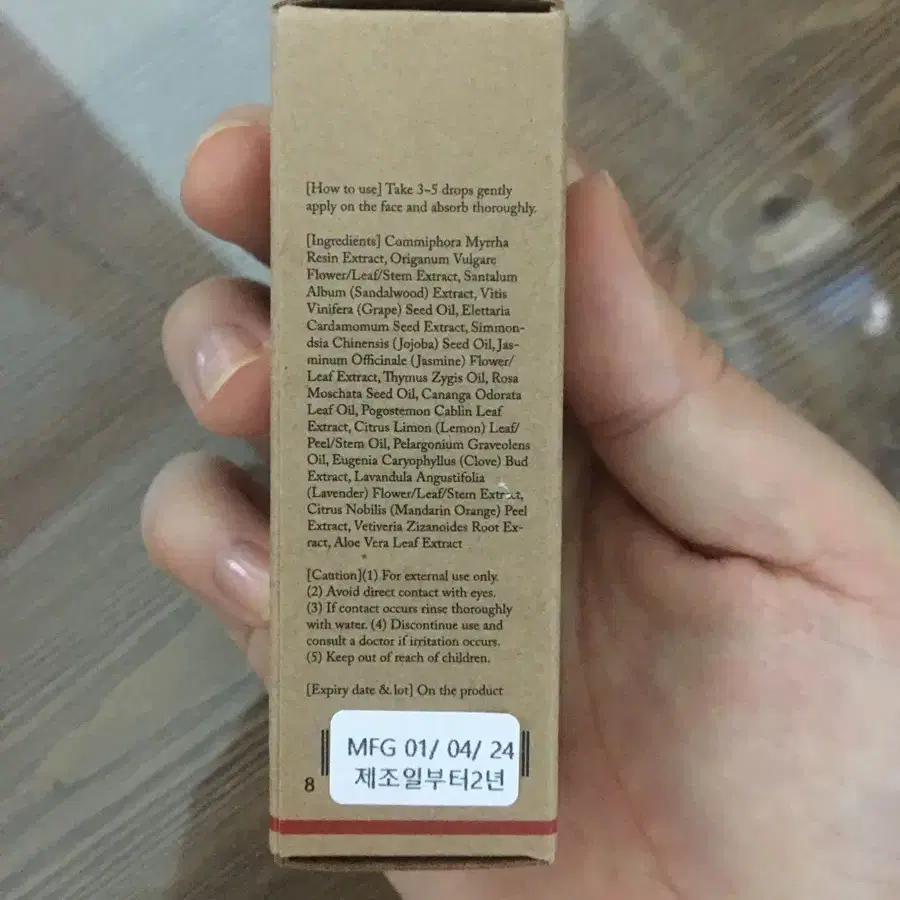 [How to use] Take 3-5 drops gently
apply on the face and absorb thoroughly.
[Ingredients] Commiphora Myrrha
Resin Extract, Origanum Vulgare
Flower/Leaf/Stem Extract, Santalum
Album (Sandalwood) Extract, Vitis
Vinifera (Grape) Seed Oil, Elettaria
Cardamomum Seed Extract, Simmon-
dsia Chinensis (Jojoba) Seed Oil, Jas-
minum Officinale (Jasmine) Flower/
Leaf Extract, Thymus Zygis Oil, Rosa
Moschata Seed Oil, Cananga Odorata
Leaf Oil, Pogostemon Cablin Leaf
Extract, Citrus Limon (Lemon) Leaf/
Peel/Stem Oil, Pelargonium Graveolens
Oil, Eugenia Caryophyllus (Clove) Bud
Extract, Lavandula Angustifolia
(Lavender) Flower/Leaf/Stem Extract,
Citrus Nobilis (Mandarin Orange) Peel
Extract, Vetiveria Zizanoides Root Ex-
ract, Aloe Vera Leaf Extract
[Caution](1) For external use only.
(2) Avoid direct contact with eyes.
(3) If contact occurs rinse thoroughly
with water. (4) Discontinue use and
consult a doctor if irritation occurs.
(5) Keep out of reach of children.
[Expiry date & lot] On the product
MFG 01/ 04/ 24
제조일부터2년
8